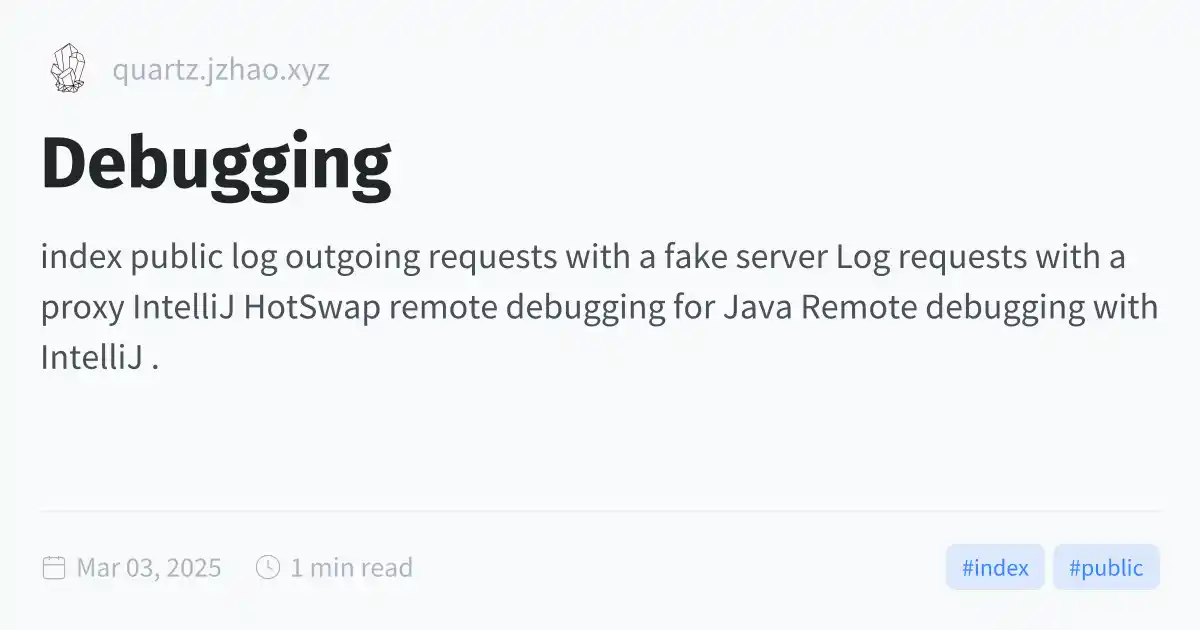 quartz.jzhao.xyz
Debugging
index public log outgoing requests with a fake server Log requests with a
proxy IntelliJ HotSwap remote debugging for Java Remote debugging with
IntelliJ .
Mar 03, 2025 1 min read #index #public